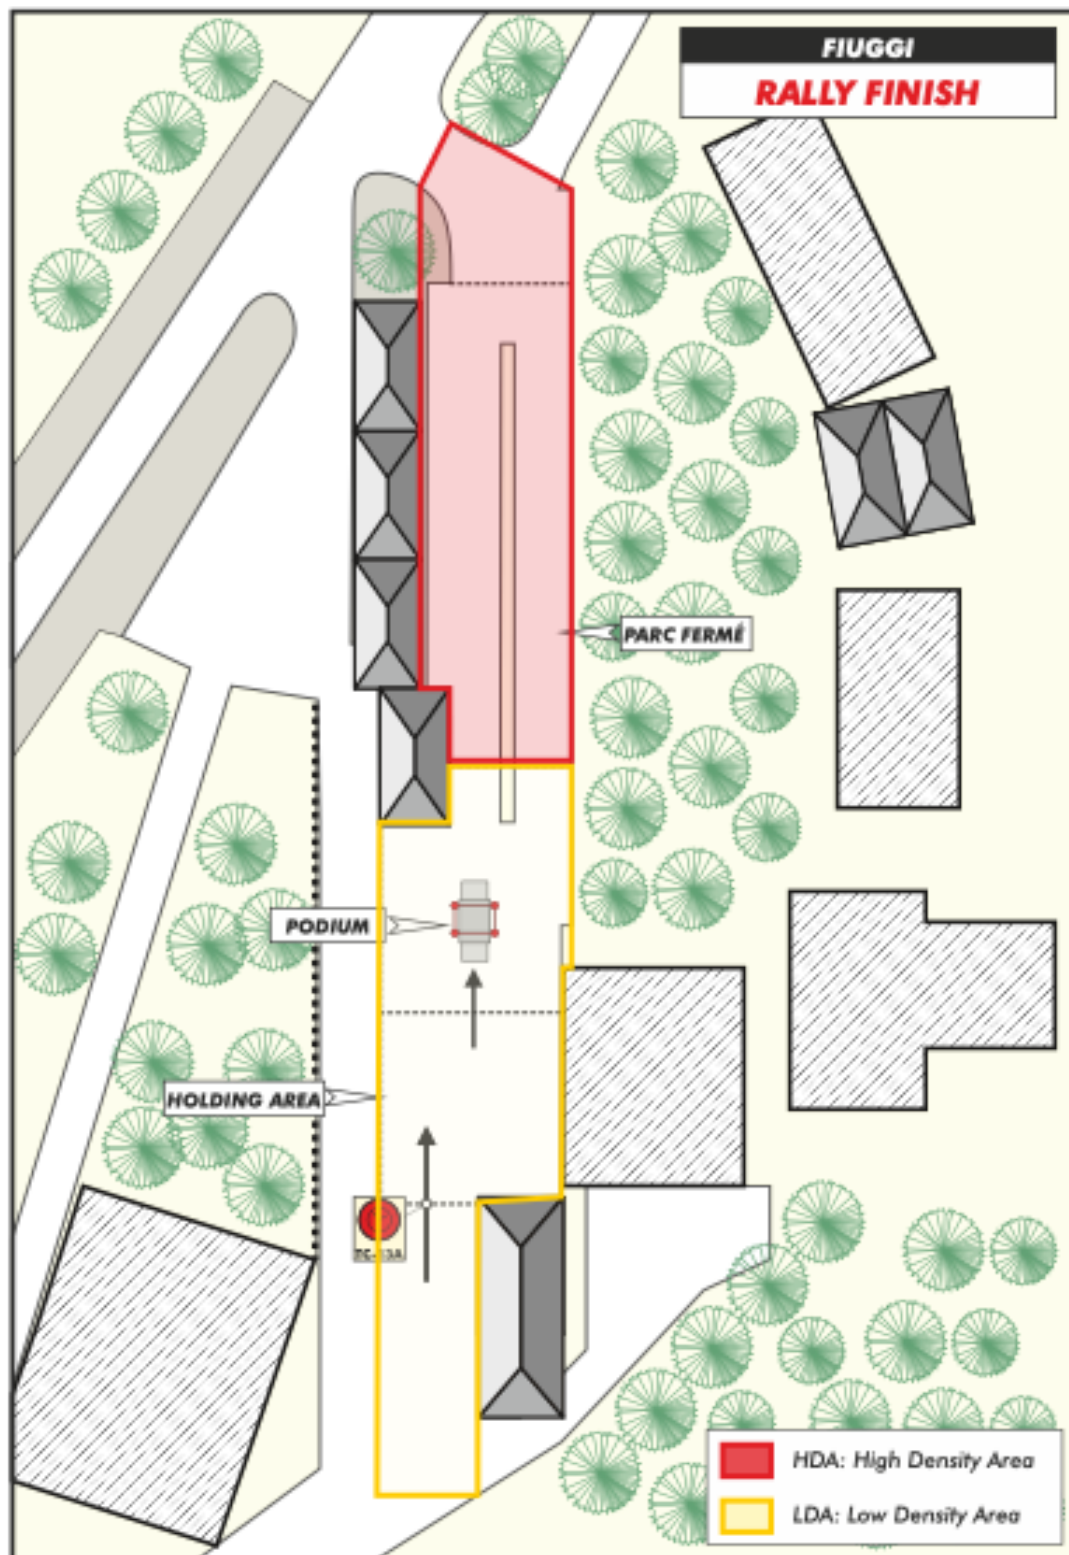 FIUGGI
RALLY FINISH
PARC FERMÉ
PODIUM
HOLDING AREA
HDA: High Density Area
LDA: Low Density Area